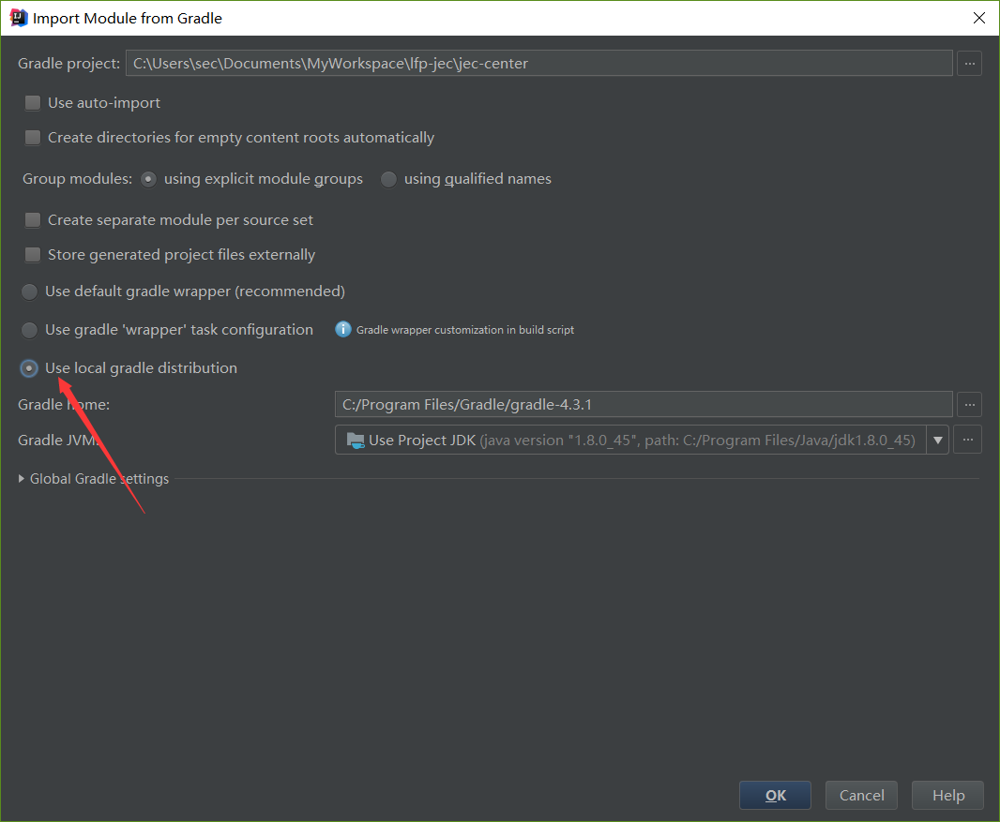 Import Module from Gradle
Gradle project: C:\Users\sec\Documents\MyWorkspace\lfp-jec\jec-center
Use auto-import
Create directories for empty content roots automatically
Group modules: using explicit module groups using qualified names
Create separate module per source set
Store generated project files externally
Use default gradle wrapper (recommended)
Use gradle 'wrapper' task configuration Gradle wrapper customization in build script
Use local gradle distribution
Gradle home: C:/Program Files/Gradle/gradle-4.3.1
Gradle JVM: Use Project JDK (java version "1.8.0_45", path: C:/Program Files/Java/jdk1.8.0_45)
Global Gradle settings
OK Cancel Help